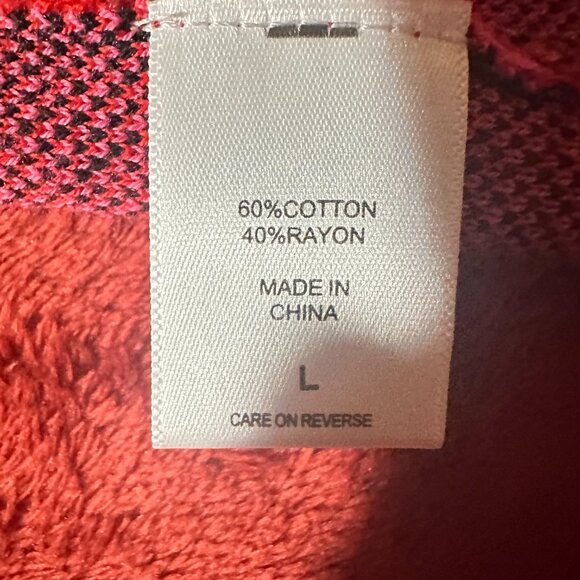 60%COTTON
40%RAYON
MADE IN
CHINA
L
CARE ON REVERSE